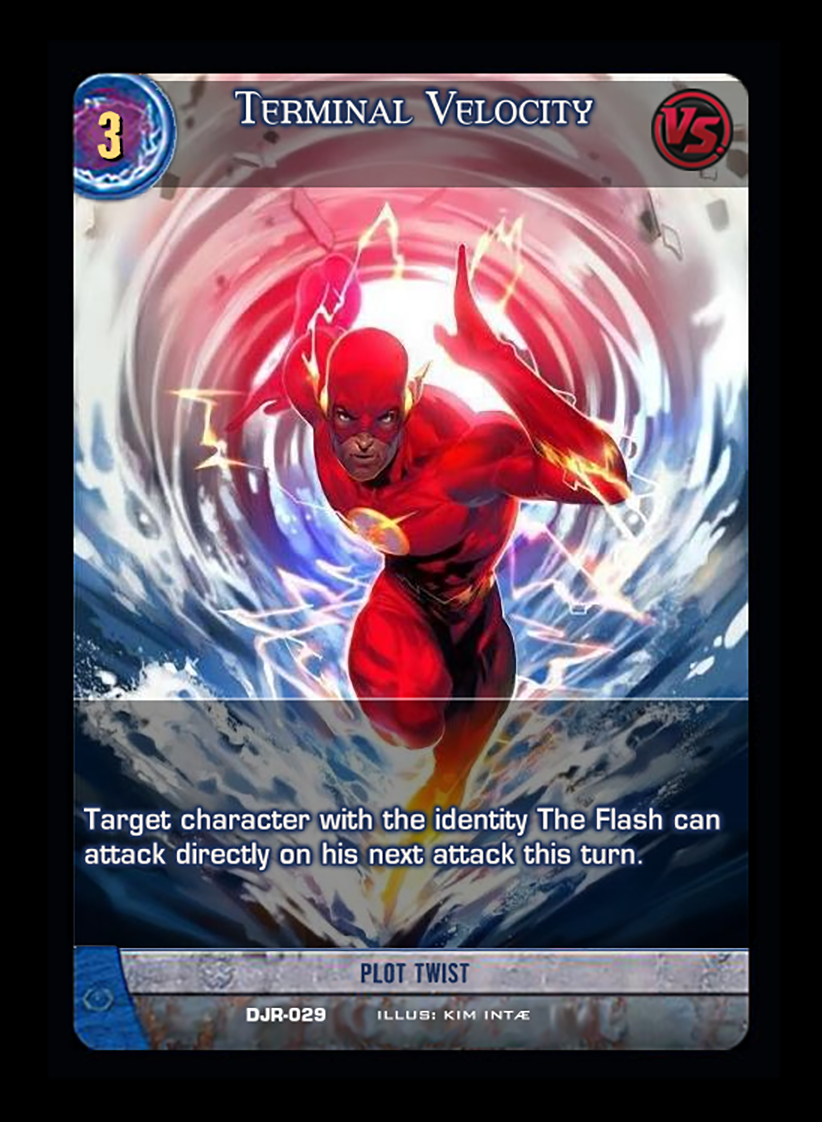 3
Terminal Velocity
VS.
Target character with the identity The Flash can
attack directly on his next attack this turn.
PLOT TWIST
DJR-029 ILLUS: KIM INTÆ